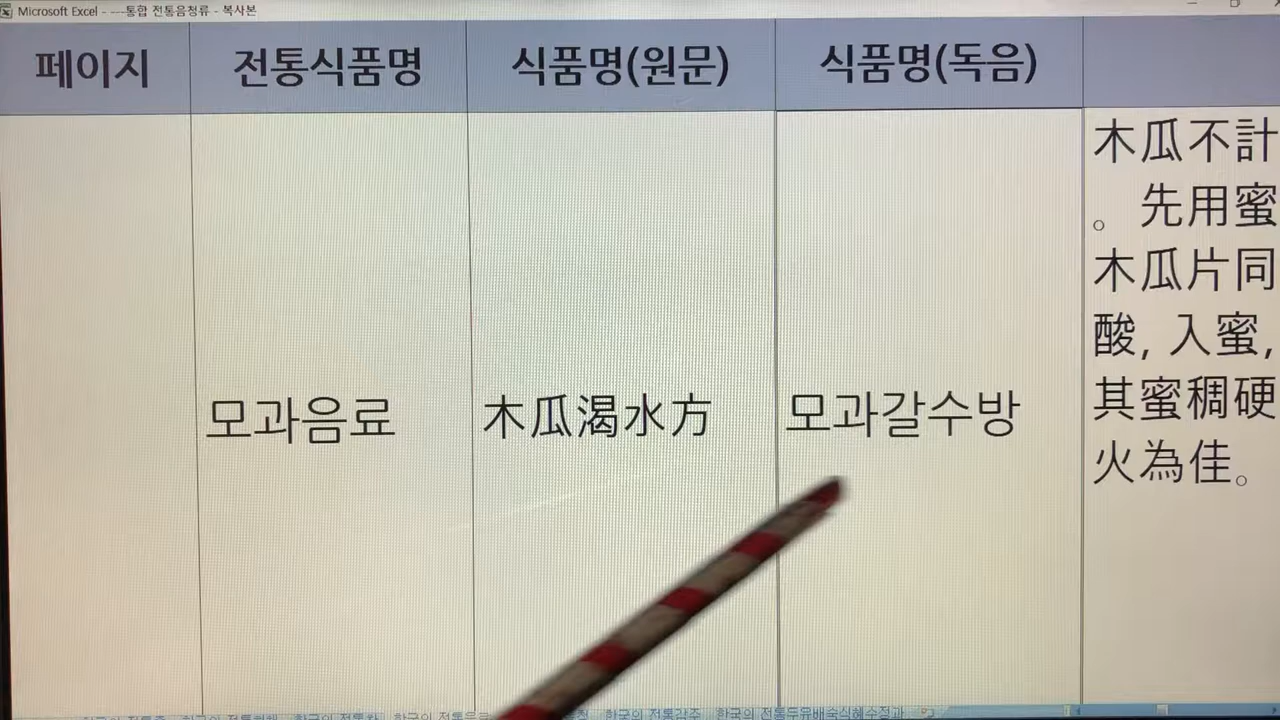 Microsoft Excel - ---통합 전통음청류 - 복사본
페이지 전통식품명 식품명(원문) 식품명(독음)
모과음료 木瓜渴水方 모과갈수방
木瓜不計
。先用蜜
木瓜片同
酸, 入蜜,
其蜜稠硬
火為佳。